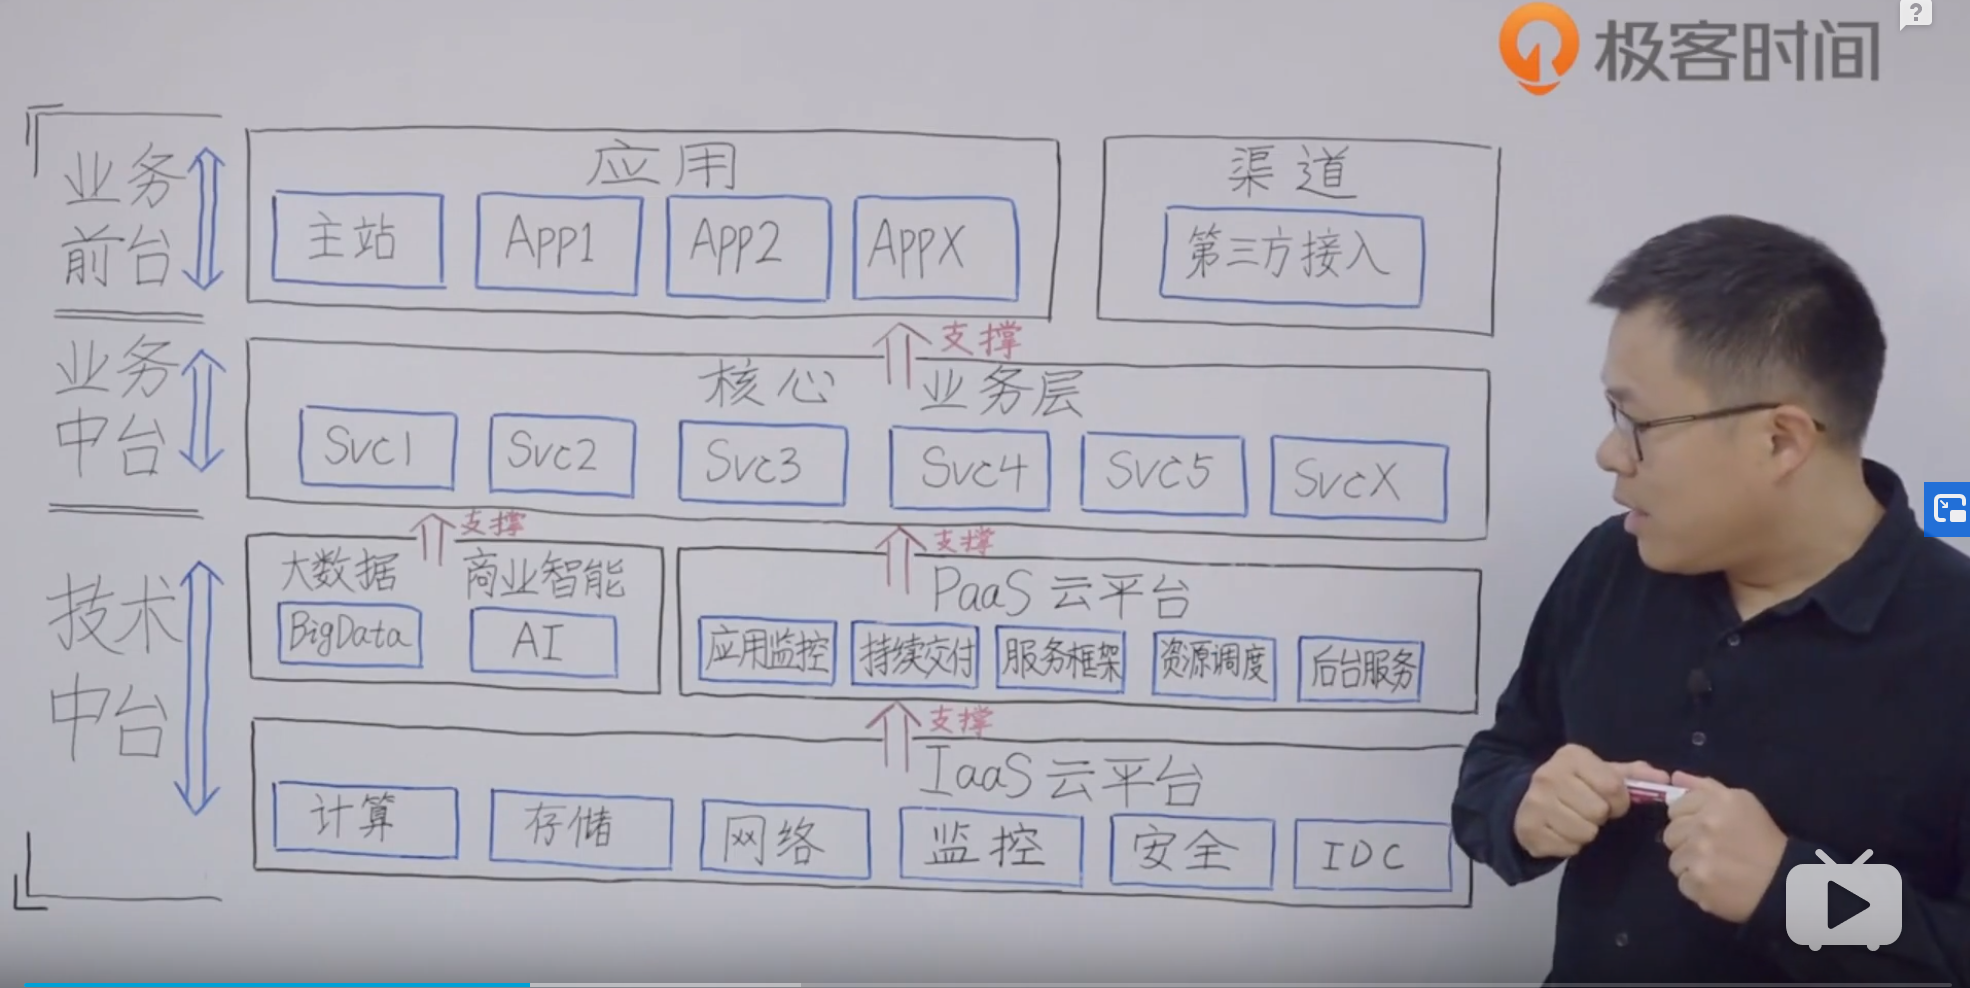 极客时间
?
业务
前台
应用
主站
App1
App2
AppX
渠道
第三方接入
支撑
业务
中台
核心 业务层
Svc1
Svc2
Svc3
Svc4
Svc5
SvcX
支撑
支撑
技术
中台
大数据
商业智能
BigData
AI
PaaS 云平台
应用监控
持续交付
服务框架
资源调度
后台服务
支撑
IaaS 云平台
计算
存储
网络
监控
安全
IDC